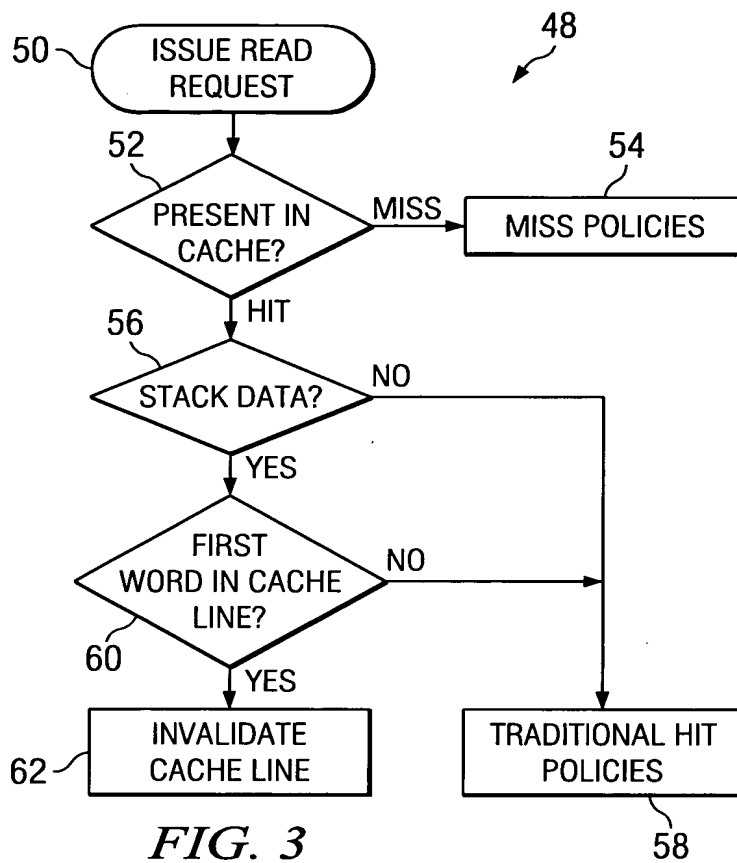 50
ISSUE READ
REQUEST
48
52
PRESENT IN
CACHE?
MISS
54
MISS POLICIES
HIT
56
STACK DATA?
NO
YES
FIRST
WORD IN CACHE
LINE?
NO
60
YES
62
INVALIDATE
CACHE LINE
TRADITIONAL HIT
POLICIES
58
FIG. 3